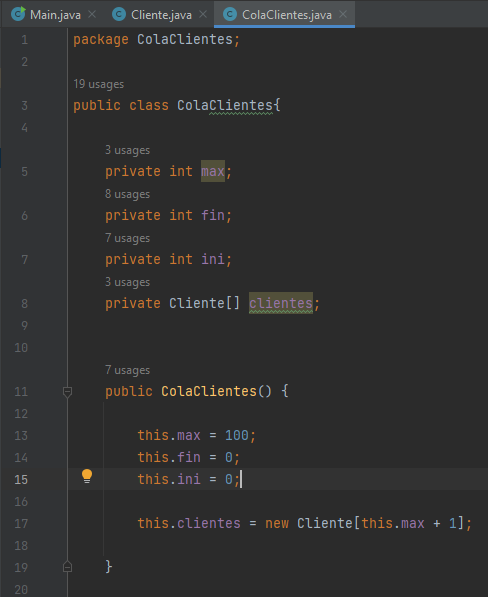 Main.java Cliente.java ColaClientes.java
1 package ColaClientes;
2
19 usages
3 public class ColaClientes{
4
3 usages
5 private int max;
8 usages
6 private int fin;
7 usages
7 private int ini;
3 usages
8 private Cliente[] clientes;
9
10
7 usages
11 public ColaClientes() {
12
13 this.max = 100;
14 this.fin = 0;
15 this.ini = 0;
16
17 this.clientes = new Cliente[this.max + 1];
18
19 }
20